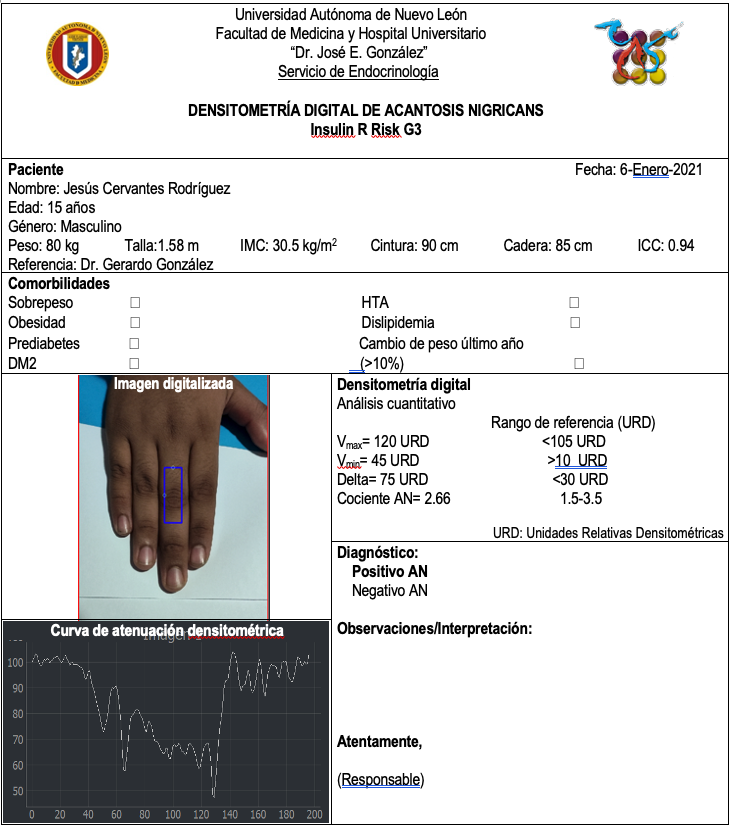 Universidad Autónoma de Nuevo León
Facultad de Medicina y Hospital Universitario
“Dr. José E. González”
Servicio de Endocrinología
DENSITOMETRÍA DIGITAL DE ACANTOSIS NIGRICANS
Insulin R Risk G3
Paciente Fecha: 6-Enero-2021
Nombre: Jesús Cervantes Rodríguez
Edad: 15 años
Género: Masculino
Peso: 80 kg Talla:1.58 m IMC: 30.5 kg/m² Cintura: 90 cm Cadera: 85 cm ICC: 0.94
Referencia: Dr. Gerardo González
Comorbilidades
Sobrepeso □ HTA □
Obesidad □ Dislipidemia □
Prediabetes □ Cambio de peso último año
DM2 □ (>10%) □
Imagen digitalizada
Densitometría digital
Análisis cuantitativo
Rango de referencia (URD)
Vmax= 120 URD <105 URD
Vmin= 45 URD >10 URD
Delta= 75 URD <30 URD
Cociente AN= 2.66 1.5-3.5
URD: Unidades Relativas Densitométricas
Diagnóstico:
Positivo AN
Negativo AN
Curva de atenuación densitométrica
100
90
80
70
60
50
0 20 40 60 80 100 120 140 160 180 200
Observaciones/Interpretación:
Atentamente,
(Responsable)